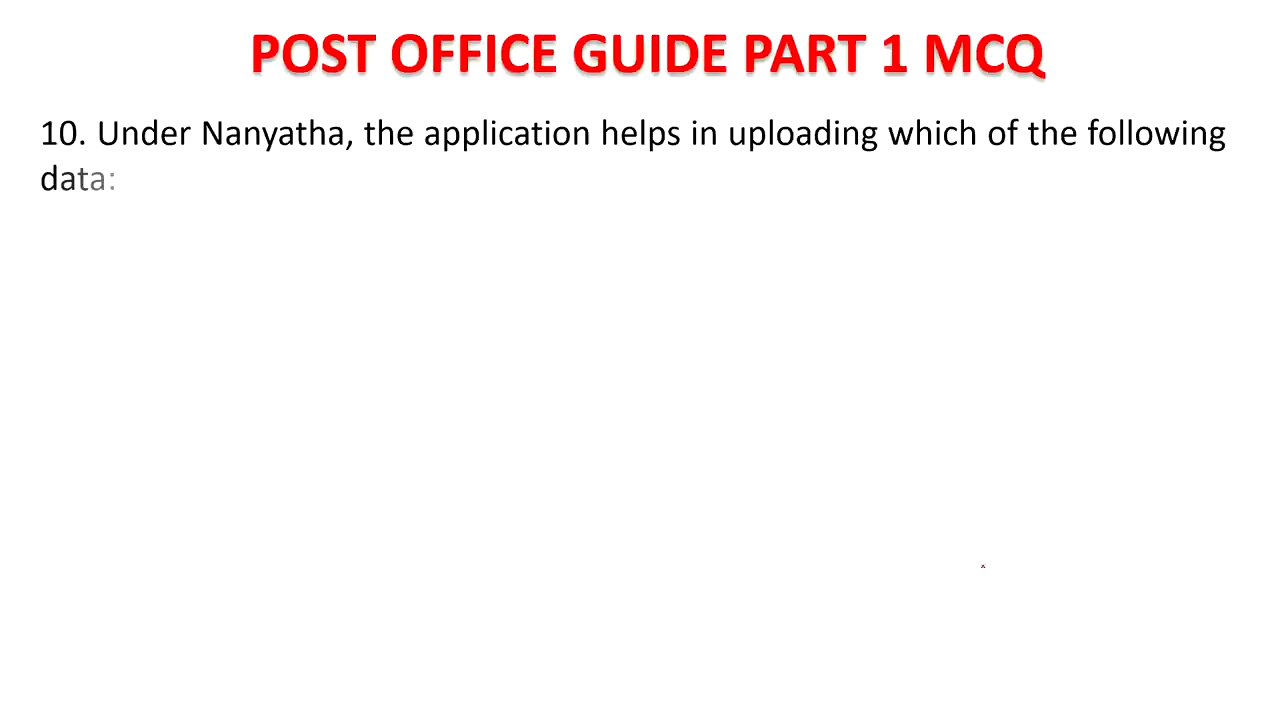 POST OFFICE GUIDE PART 1 MCQ
10. Under Nanyatha, the application helps in uploading which of the following
data: